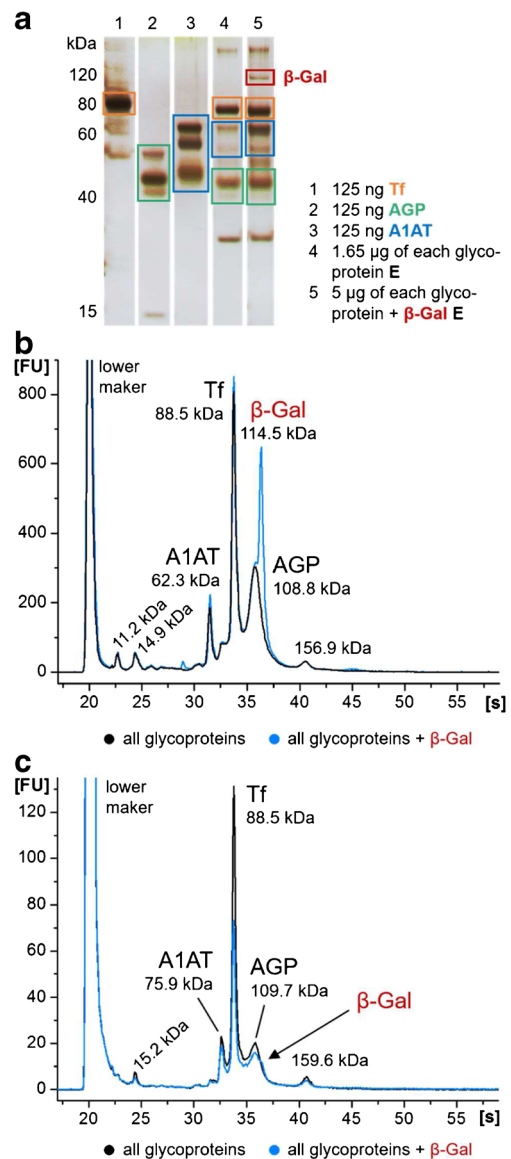 a
1 2 3 4 5
kDa
120
80
60
40
15
β-Gal
1 125 ng Tf
2 125 ng AGP
3 125 ng A1AT
4 1.65 µg of each glyco-
protein E
5 5 µg of each glyco-
protein + β-Gal E
b
[FU]
lower
maker
800
600
400
200
0
Tf
88.5 kDa
β-Gal
114.5 kDa
A1AT
62.3 kDa
AGP
108.8 kDa
11.2 kDa
14.9 kDa
156.9 kDa
20 25 30 35 40 45 50 55 [s]
all glycoproteins all glycoproteins + β-Gal
c
[FU]
lower
maker
120
100
80
60
40
20
0
Tf
88.5 kDa
A1AT
75.9 kDa
AGP
109.7 kDa
β-Gal
15.2 kDa
159.6 kDa
20 25 30 35 40 45 50 55 [s]
all glycoproteins all glycoproteins + β-Gal